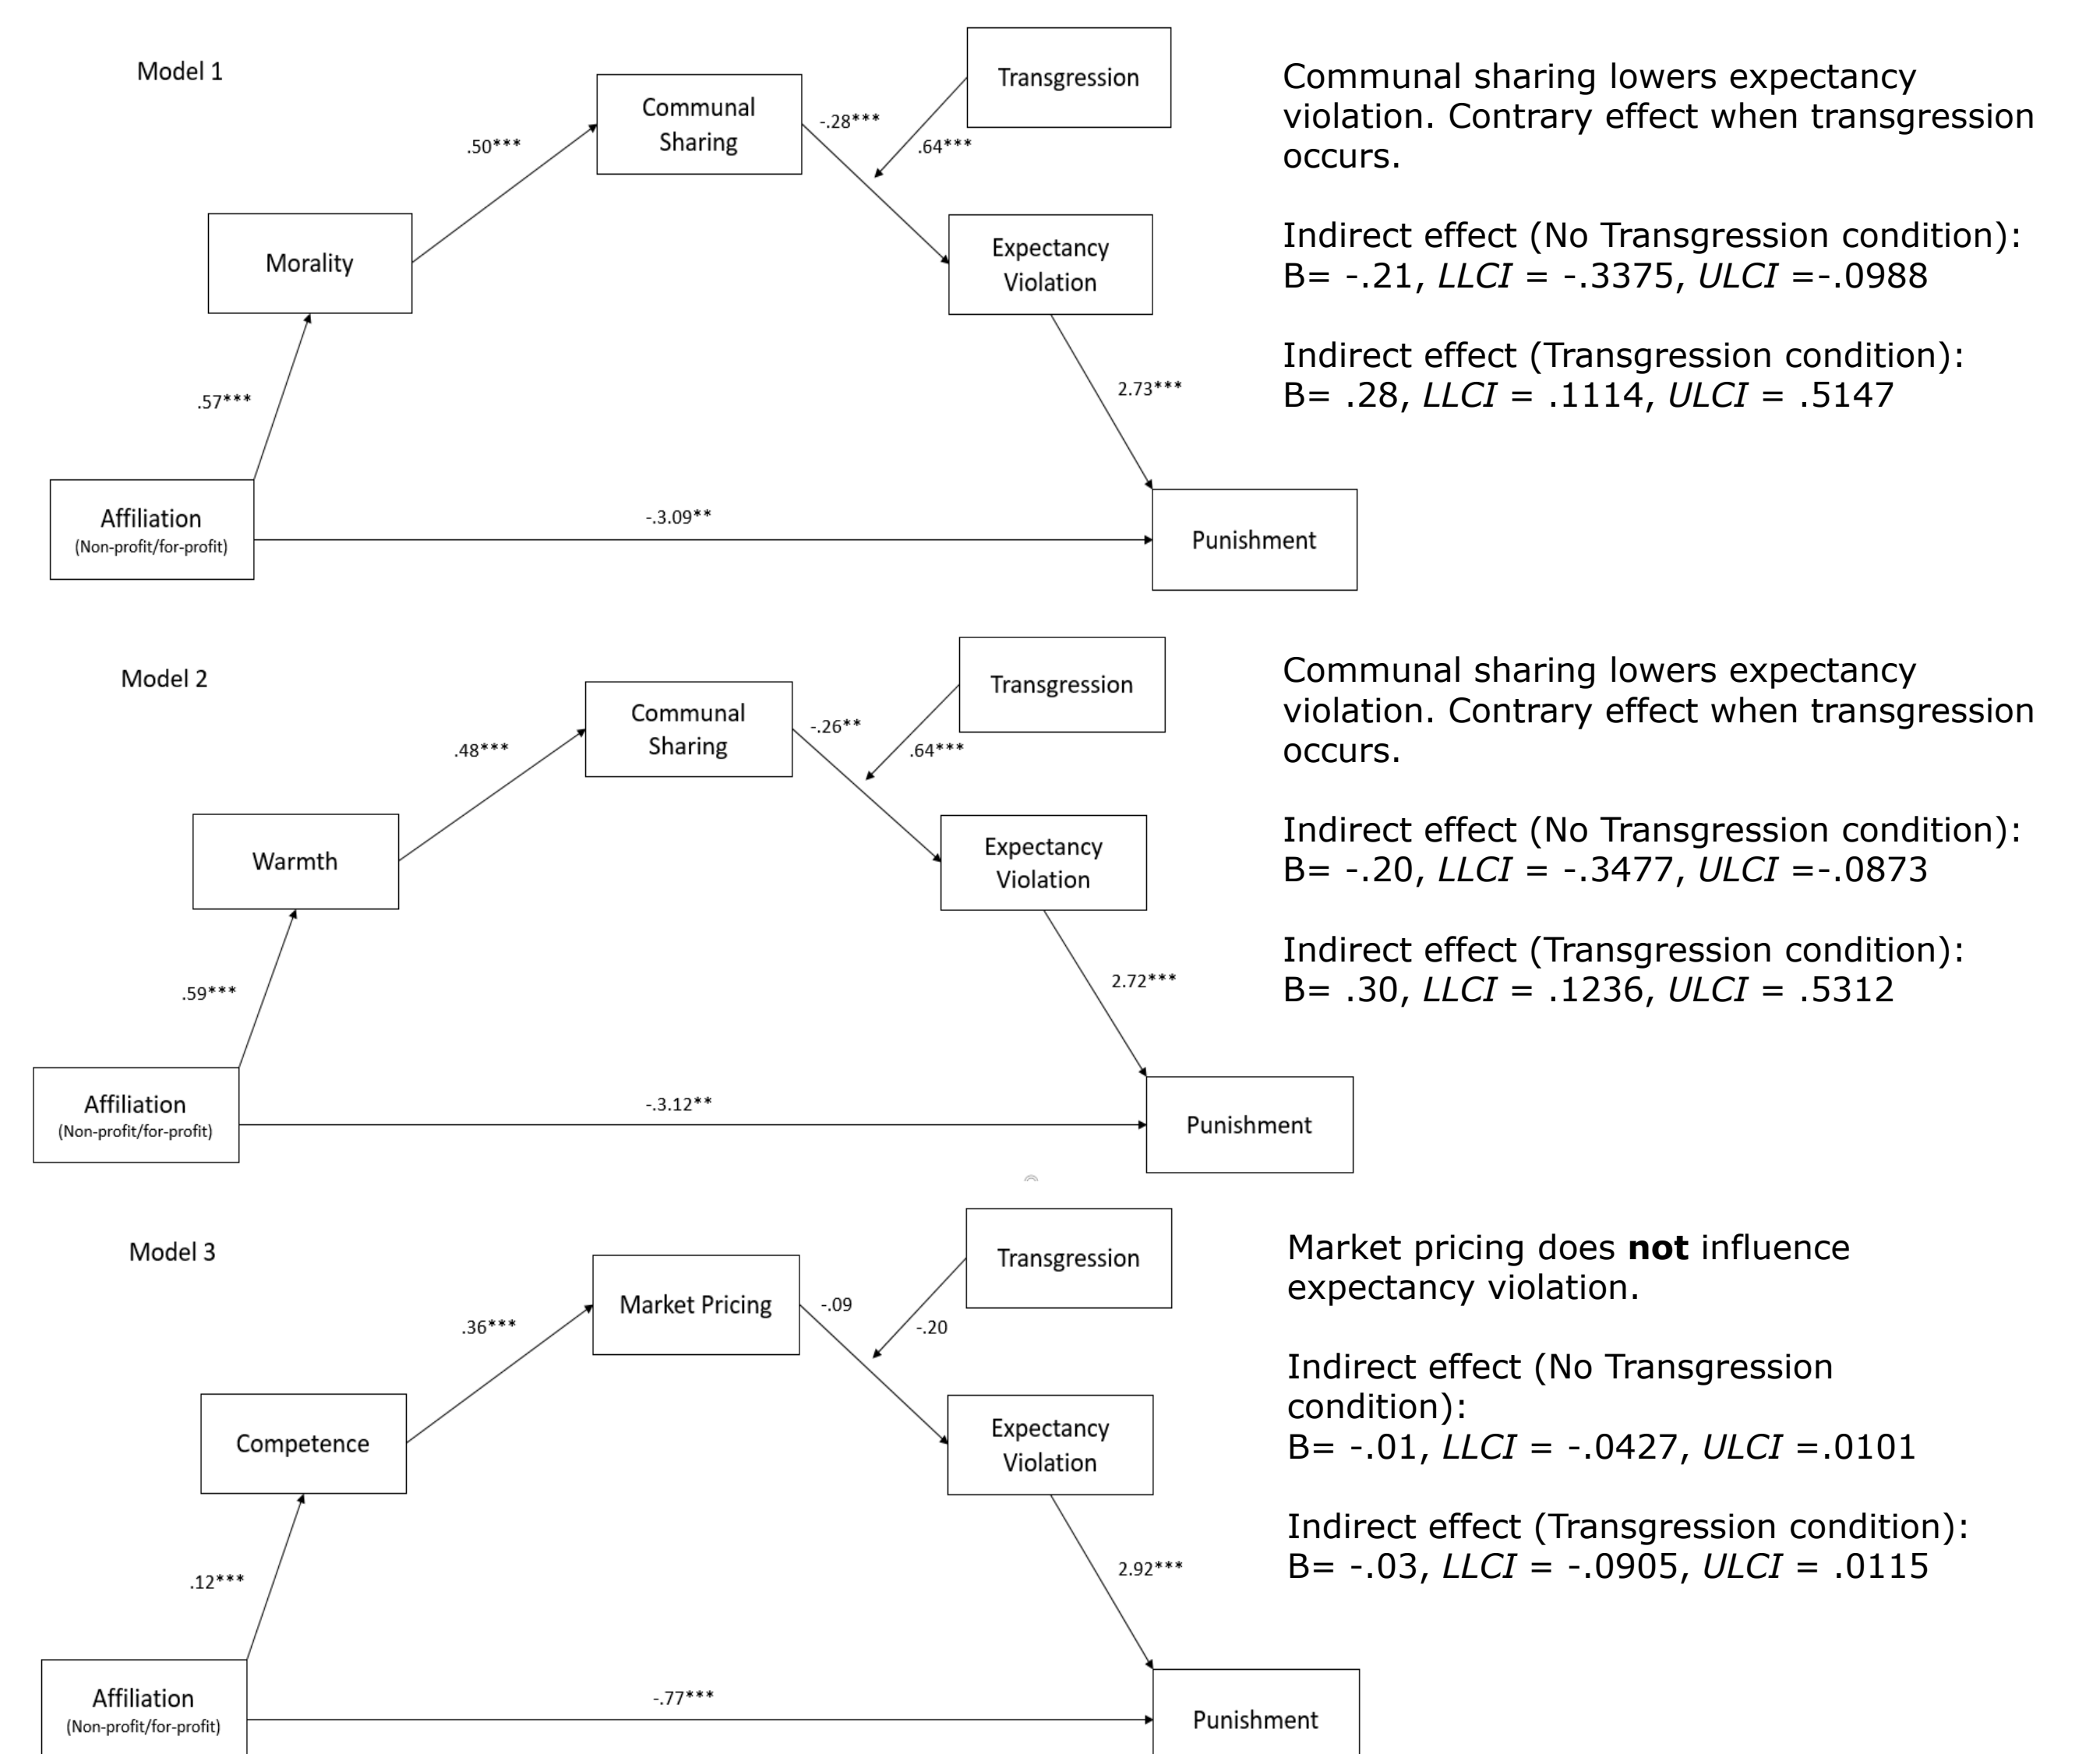 Model 1
Transgression
Communal
Sharing
-.28***
.64***
.50***
Morality
Expectancy
Violation
.57***
2.73***
Affiliation
(Non-profit/for-profit)
-.3.09**
Punishment
Communal sharing lowers expectancy
violation. Contrary effect when transgression
occurs.
Indirect effect (No Transgression condition):
B= -.21, LLCI = -.3375, ULCI =-.0988
Indirect effect (Transgression condition):
B= .28, LLCI = .1114, ULCI = .5147
Model 2
Transgression
Communal
Sharing
-.26**
.64***
.48***
Warmth
Expectancy
Violation
.59***
2.72***
Affiliation
(Non-profit/for-profit)
-.3.12**
Punishment
Communal sharing lowers expectancy
violation. Contrary effect when transgression
occurs.
Indirect effect (No Transgression condition):
B= -.20, LLCI = -.3477, ULCI =-.0873
Indirect effect (Transgression condition):
B= .30, LLCI = .1236, ULCI = .5312
Model 3
Transgression
Market Pricing
-.09
-.20
.36***
Competence
Expectancy
Violation
.12***
2.92***
Affiliation
(Non-profit/for-profit)
-.77***
Punishment
Market pricing does not influence
expectancy violation.
Indirect effect (No Transgression
condition):
B= -.01, LLCI = -.0427, ULCI =.0101
Indirect effect (Transgression condition):
B= -.03, LLCI = -.0905, ULCI = .0115